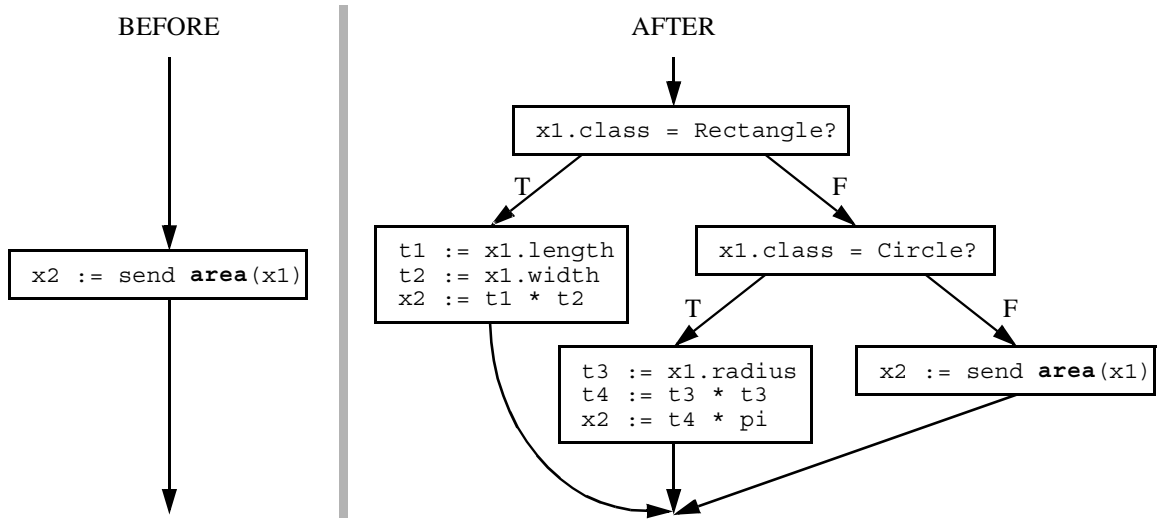 BEFORE
x2 := send area(x1)
AFTER
x1.class = Rectangle?
T
F
t1 := x1.length
t2 := x1.width
x2 := t1 * t2
x1.class = Circle?
T
F
t3 := x1.radius
t4 := t3 * t3
x2 := t4 * pi
x2 := send area(x1)